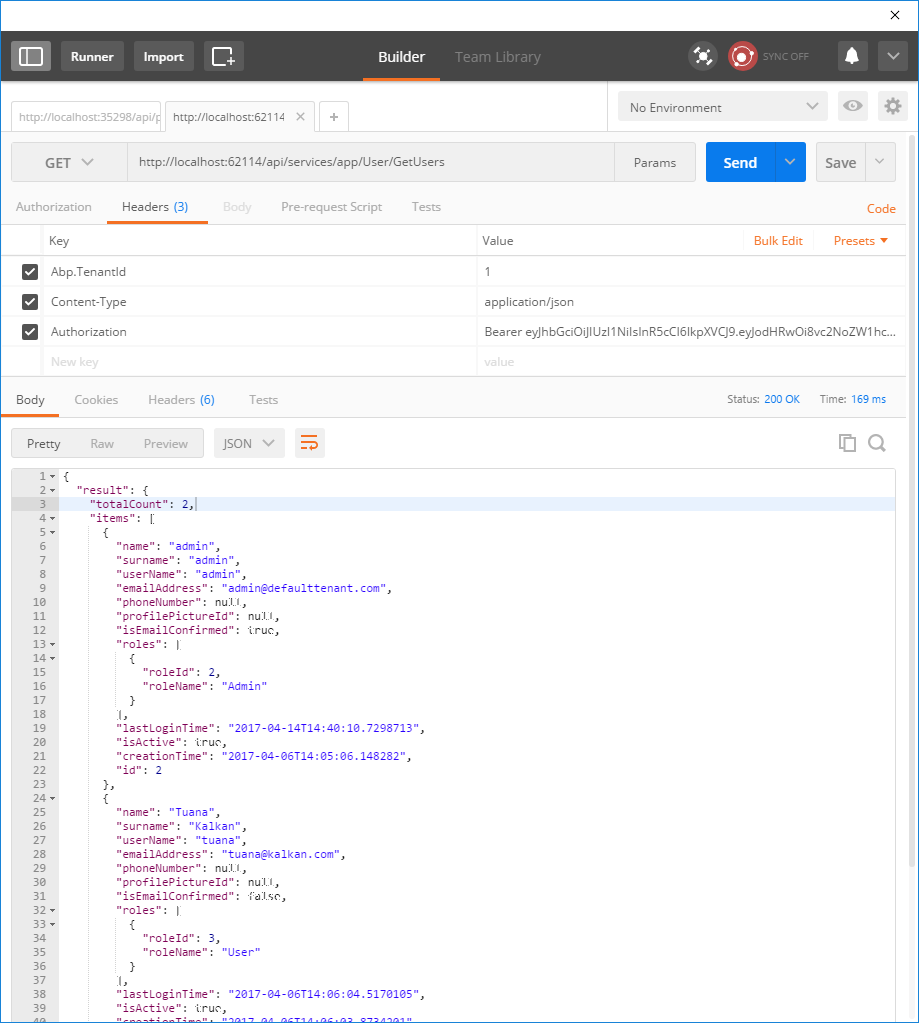 Runner Import Builder Team Library SYNC OFF
http://localhost:35298/api/p http://localhost:62114 No Environment
GET http://localhost:62114/api/services/app/User/GetUsers Params Send Save
Authorization Headers (3) Body Pre-request Script Tests Code
Key Value Bulk Edit Presets
Abp.TenantId 1
Content-Type application/json
Authorization Bearer eyJhbGciOiJIUzI1NiIsInR5cCI6IkpXVCJ9.eyJodHRwOi8vc2NoZW1hc...
New key value
Body Cookies Headers (6) Tests Status: 200 OK Time: 169 ms
Pretty Raw Preview JSON
1 {
2 "result": {
3 "totalCount": 2,
4 "items": [
5 {
6 "name": "admin",
7 "surname": "admin",
8 "userName": "admin",
9 "emailAddress": "admin@defaulttenant.com",
10 "phoneNumber": null,
11 "profilePictureId": null,
12 "isEmailConfirmed": true,
13 "roles": [
14 {
15 "roleId": 2,
16 "roleName": "Admin"
17 }
18 ],
19 "lastLoginTime": "2017-04-14T14:40:10.7298713",
20 "isActive": true,
21 "creationTime": "2017-04-06T14:05:06.148282",
22 "id": 2
23 },
24 {
25 "name": "Tuana",
26 "surname": "Kalkan",
27 "userName": "tuana",
28 "emailAddress": "tuana@kalkan.com",
29 "phoneNumber": null,
30 "profilePictureId": null,
31 "isEmailConfirmed": false,
32 "roles": [
33 {
34 "roleId": 3,
35 "roleName": "User"
36 }
37 ],
38 "lastLoginTime": "2017-04-06T14:06:04.5170105",
39 "isActive": true,
40 "creationTime": "2017-04-06T14:06:03.8734201"